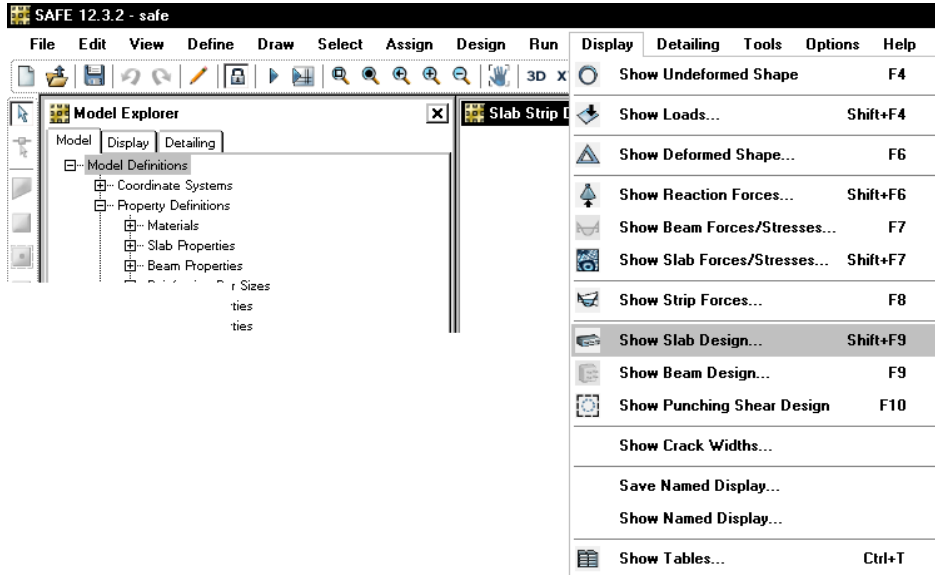 SAFE 12.3.2 - safe
File Edit View Define Draw Select Assign Design Run Display Detailing Tools Options Help
3D X
Model Explorer
Slab Strip
Model Display Detailing
Model Definitions
Coordinate Systems
Property Definitions
Materials
Slab Properties
Beam Properties
Bar Sizes
ties
ties
Show Undeformed Shape F4
Show Loads... Shift+F4
Show Deformed Shape... F6
Show Reaction Forces... Shift+F6
Show Beam Forces/Stresses... F7
Show Slab Forces/Stresses... Shift+F7
Show Strip Forces... F8
Show Slab Design... Shift+F9
Show Beam Design... F9
Show Punching Shear Design F10
Show Crack Widths...
Save Named Display...
Show Named Display...
Show Tables... Ctrl+T